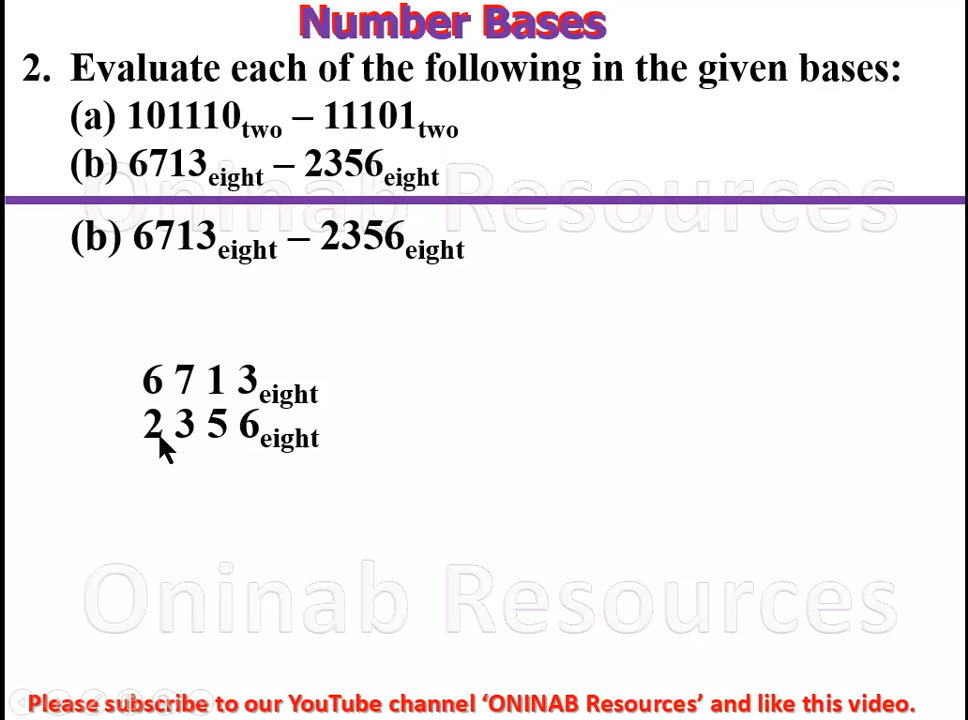 Number Bases
2. Evaluate each of the following in the given bases:
(a) 101110two – 11101two
(b) 6713eight – 2356eight
Oninab Resources
(b) 6713eight – 2356eight
6 7 1 3eight
2 3 5 6eight
Oninab Resources
Please subscribe to our YouTube channel ‘ONINAB Resources’ and like this video.